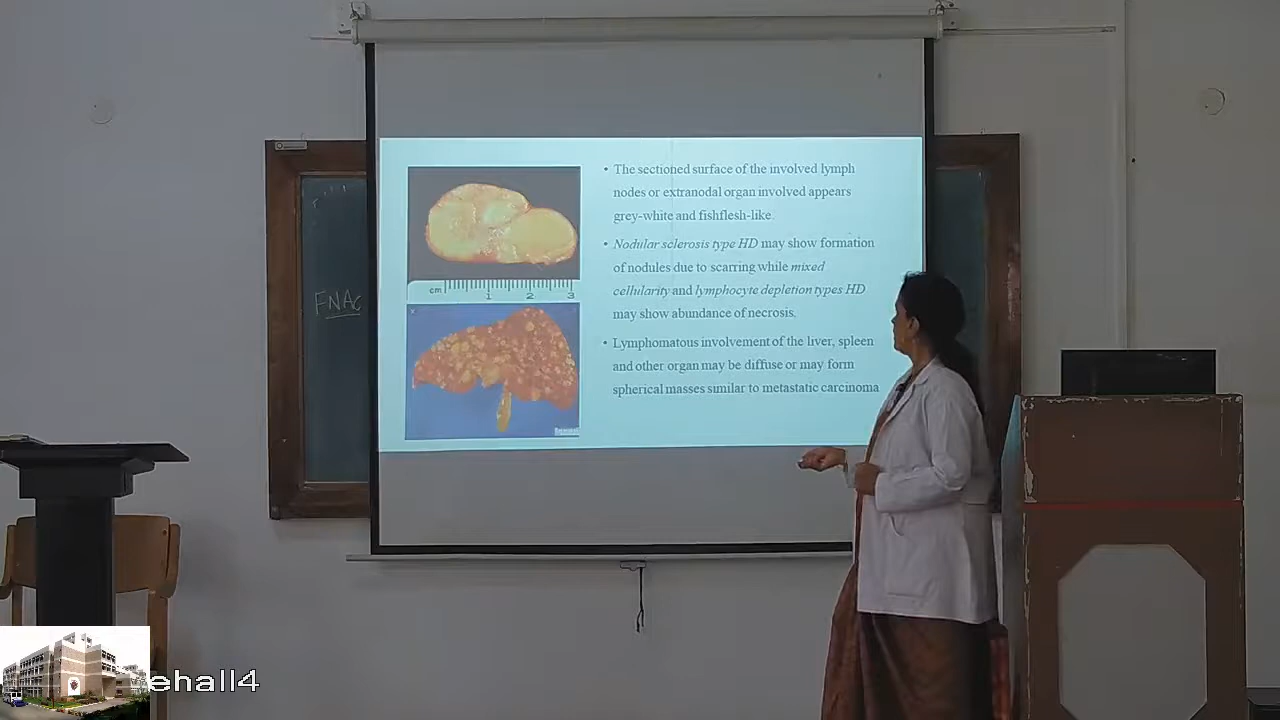 • The sectioned surface of the involved lymph
nodes or extranodal organ involved appears
grey-white and fishflesh-like.
• Nodular sclerosis type HD may show formation
of nodules due to scarring while mixed
cellularity and lymphocyte depletion types HD
may show abundance of necrosis.
• Lymphomatous involvement of the liver, spleen
and other organ may be diffuse or may form
spherical masses similar to metastatic carcinoma
cm 1 2 3
FNAC
ehall4